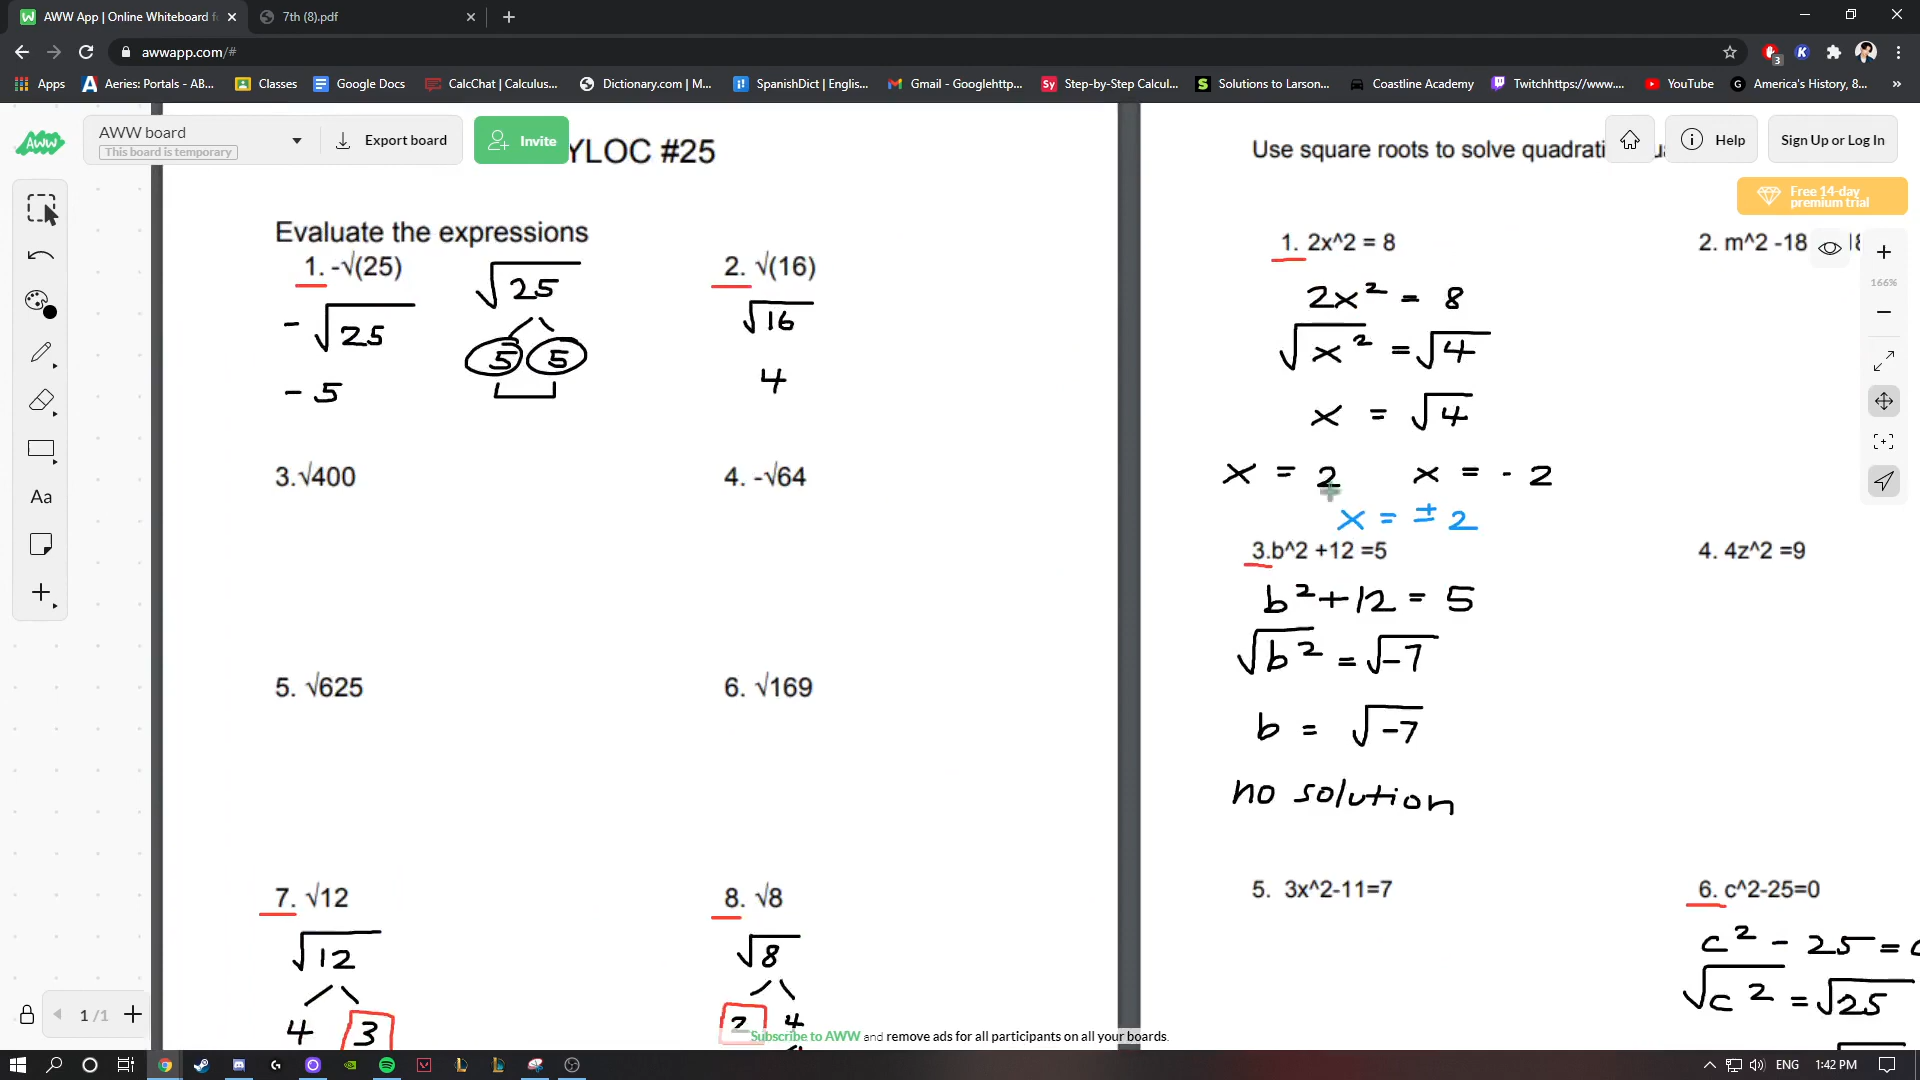 AWW App | Online Whiteboard fo
7th (8).pdf
awwapp.com/#
3
Apps
Aeries: Portals - AB...
Classes
Google Docs
CalcChat | Calculus...
Dictionary.com | M...
SpanishDict | Englis...
Gmail - Googlehttp...
Step-by-Step Calcul...
Solutions to Larson...
Coastline Academy
Twitchhttps://www....
YouTube
America's History, 8...
»
AWW
AWW board
This board is temporary
Export board
Invite
YLOC #25
Help
Sign Up or Log In
Free 14-day
premium trial
166%
Aa
1 / 1
Evaluate the expressions
1. -√(25)
- √25
- 5
√25
5 5
2. √(16)
√16
4
3.√400
4. -√64
5. √625
6. √169
7. √12
√12
4 3
8. √8
√8
2 4
Use square roots to solve quadrati
1. 2x^2 = 8
2x² = 8
√x² = √4
x = √4
x = 2 x = - 2
x = ± 2
2. m^2 -18
3.b^2 +12 =5
b² + 12 = 5
√b² = √-7
b = √-7
no solution
4. 4z^2 =9
5. 3x^2-11=7
6. c^2-25=0
c² - 25 =
√c² = √25
Subscribe to AWW and remove ads for all participants on all your boards.
ENG
1:42 PM